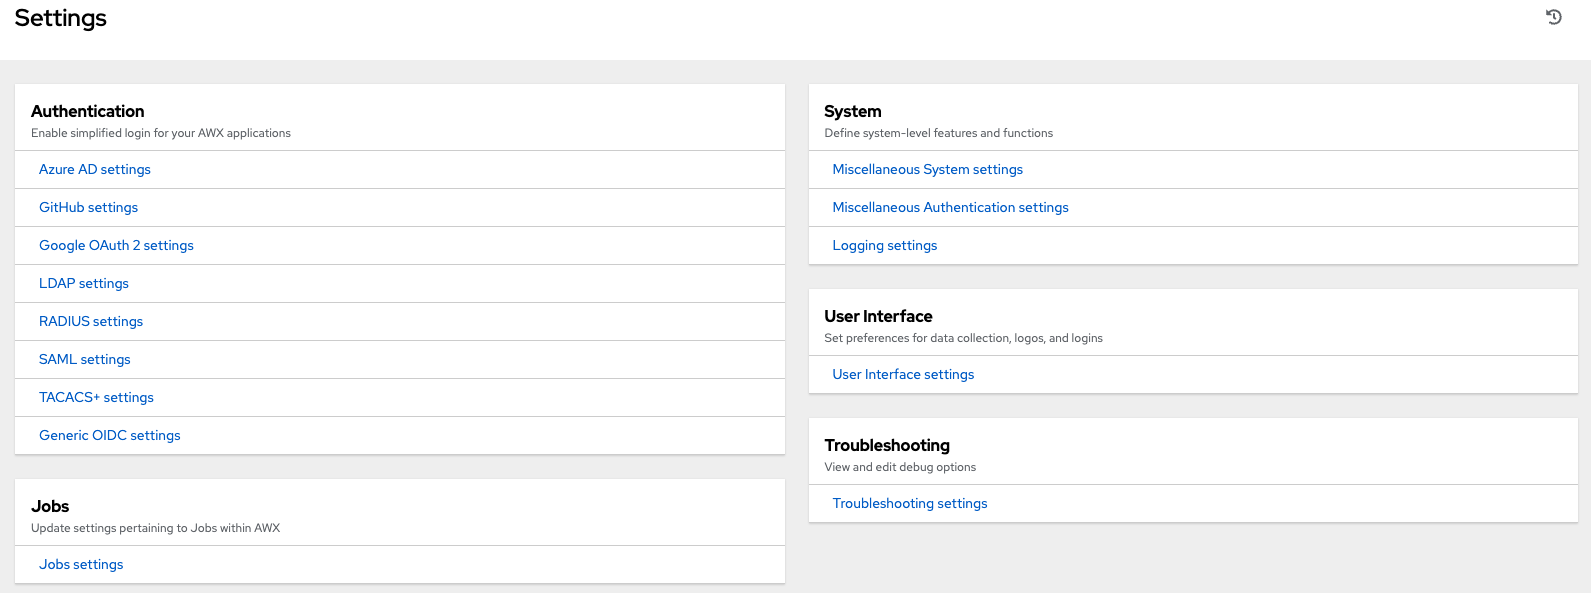 Settings
Authentication
Enable simplified login for your AWX applications
Azure AD settings
GitHub settings
Google OAuth 2 settings
LDAP settings
RADIUS settings
SAML settings
TACACS+ settings
Generic OIDC settings
Jobs
Update settings pertaining to Jobs within AWX
Jobs settings
System
Define system-level features and functions
Miscellaneous System settings
Miscellaneous Authentication settings
Logging settings
User Interface
Set preferences for data collection, logos, and logins
User Interface settings
Troubleshooting
View and edit debug options
Troubleshooting settings